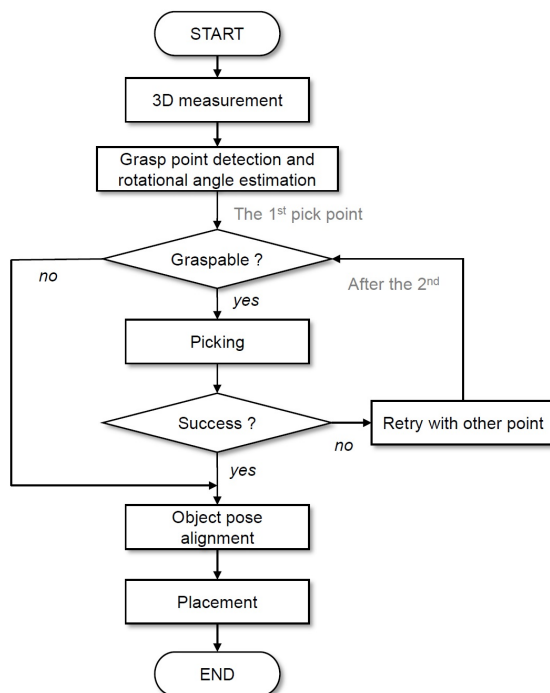 START
3D measurement
Grasp point detection and
rotational angle estimation
The 1st pick point
Graspable ?
no
After the 2nd
yes
Picking
Success ?
no
Retry with other point
yes
Object pose
alignment
Placement
END